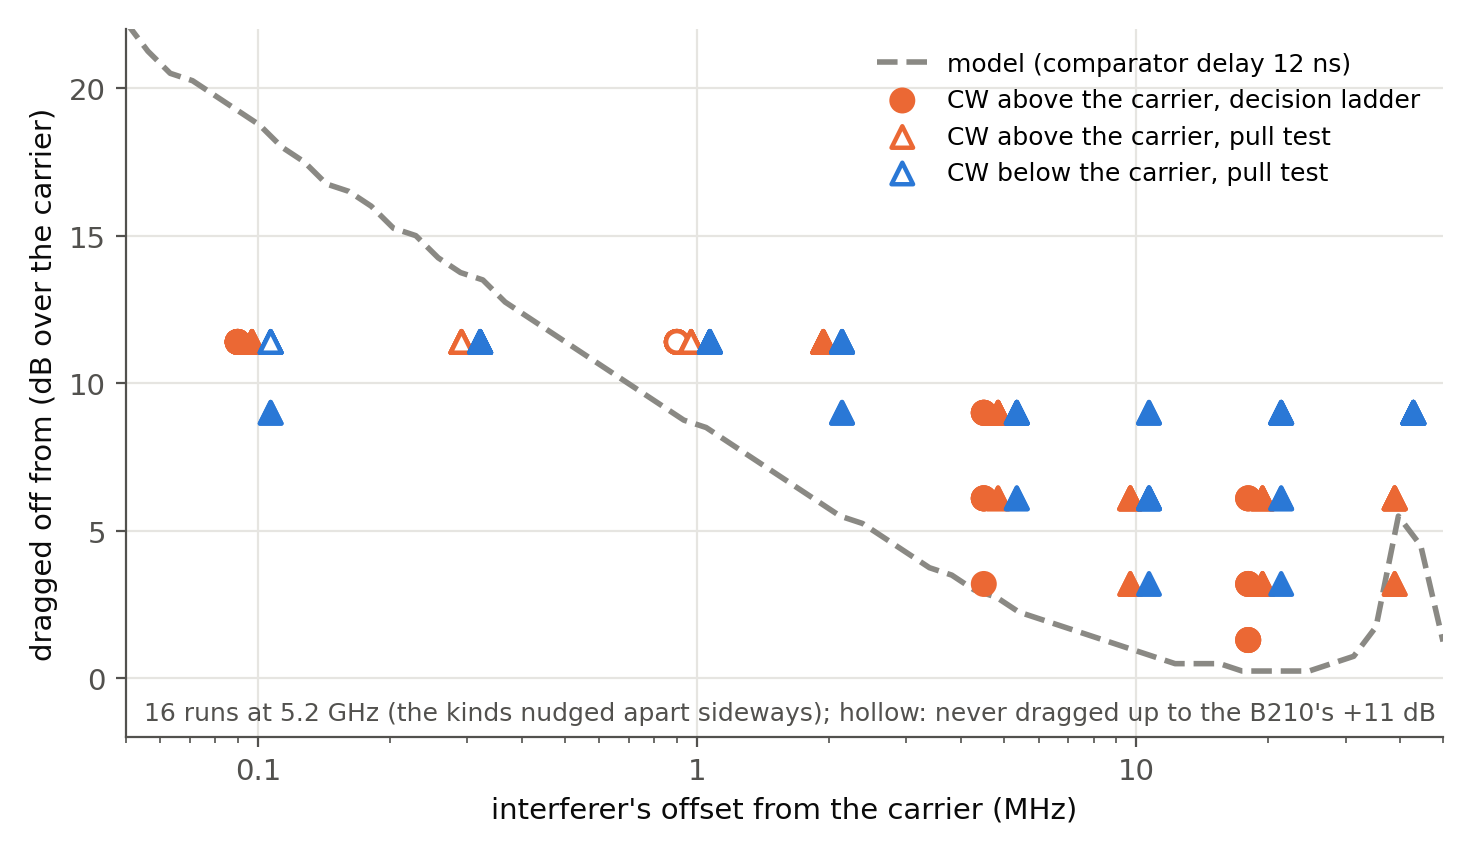 model (comparator delay 12 ns)
CW above the carrier, decision ladder
CW above the carrier, pull test
CW below the carrier, pull test
dragged off from (dB over the carrier)
20
15
10
5
0
16 runs at 5.2 GHz (the kinds nudged apart sideways); hollow: never dragged up to the B210's +11 dB
0.1 1 10
interferer's offset from the carrier (MHz)